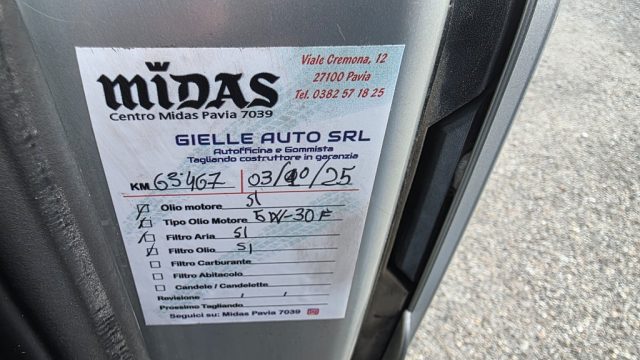 MIDAS
Centro Midas Pavia 7039
Viale Cremona, 12
27100 Pavia
Tel. 0382 57 18 25
GIELLE AUTO SRL
Autofficina e Gommista
Tagliando costruttore in garanzia
KM 63'467 03/10/25
Olio motore SI
Tipo Olio Motore 5W-30 F
Filtro Aria SI
Filtro Olio SI
Filtro Carburante
Filtro Abitacolo
Candele / Candelette
Revisione
Prossimo Tagliando
Seguici su: Midas Pavia 7039